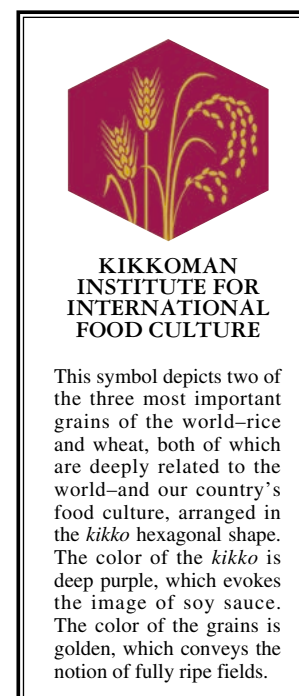 KIKKOMAN
INSTITUTE FOR
INTERNATIONAL
FOOD CULTURE
This symbol depicts two of
the three most important
grains of the world–rice
and wheat, both of which
are deeply related to the
world–and our country's
food culture, arranged in
the kikko hexagonal shape.
The color of the kikko is
deep purple, which evokes
the image of soy sauce.
The color of the grains is
golden, which conveys the
notion of fully ripe fields.